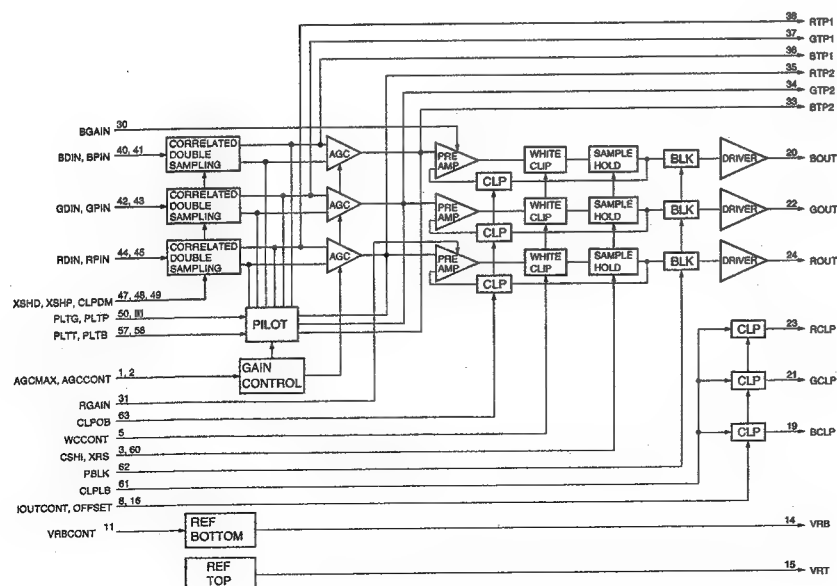 38 RTP1
37 GTP1
36 BTP1
35 RTP2
34 GTP2
33 BTP2
BGAIN 30
BDIN, BPIN 40, 41
CORRELATED DOUBLE SAMPLING
AGC
PRE AMP
CLP
WHITE CLIP
SAMPLE HOLD
BLK
DRIVER
20 BOUT
GDIN, GPIN 42, 43
CORRELATED DOUBLE SAMPLING
AGC
PRE AMP
CLP
WHITE CLIP
SAMPLE HOLD
BLK
DRIVER
22 GOUT
RDIN, RPIN 44, 45
CORRELATED DOUBLE SAMPLING
AGC
PRE AMP
CLP
WHITE CLIP
SAMPLE HOLD
BLK
DRIVER
24 ROUT
XSHD, XSHP, CLPDM 47, 48, 49
PLTG, PLTP 50,
PLTT, PLTB 57, 58
PILOT
AGCMAX, AGCCONT 1, 2
GAIN CONTROL
RGAIN 31
CLPOB 63
WCCONT 5
CSHI, XRS 3, 60
PBLK 62
CLPLB 61
IOUTCONT, OFFSET 8, 16
CLP
23 RCLP
CLP
21 GCLP
CLP
19 BCLP
VRBCONT 11
REF BOTTOM
14 VRB
REF TOP
15 VRT